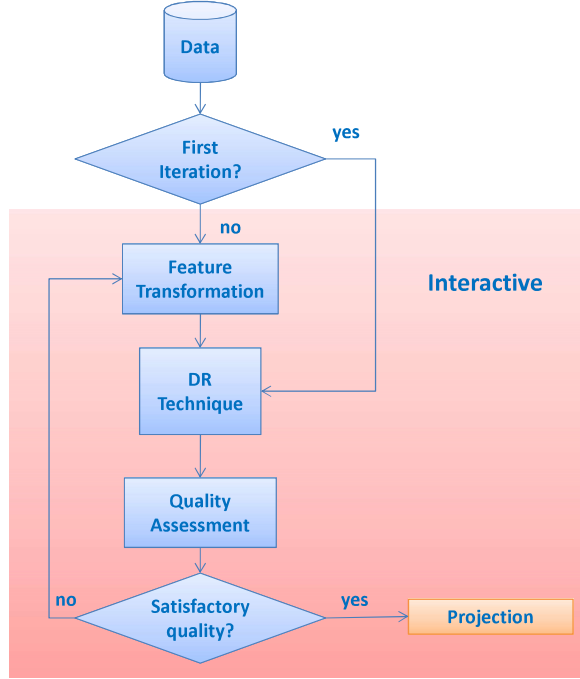 Data
yes
First
Iteration?
no
Feature
Transformation
Interactive
DR
Technique
Quality
Assessment
no
Satisfactory
quality?
yes
Projection